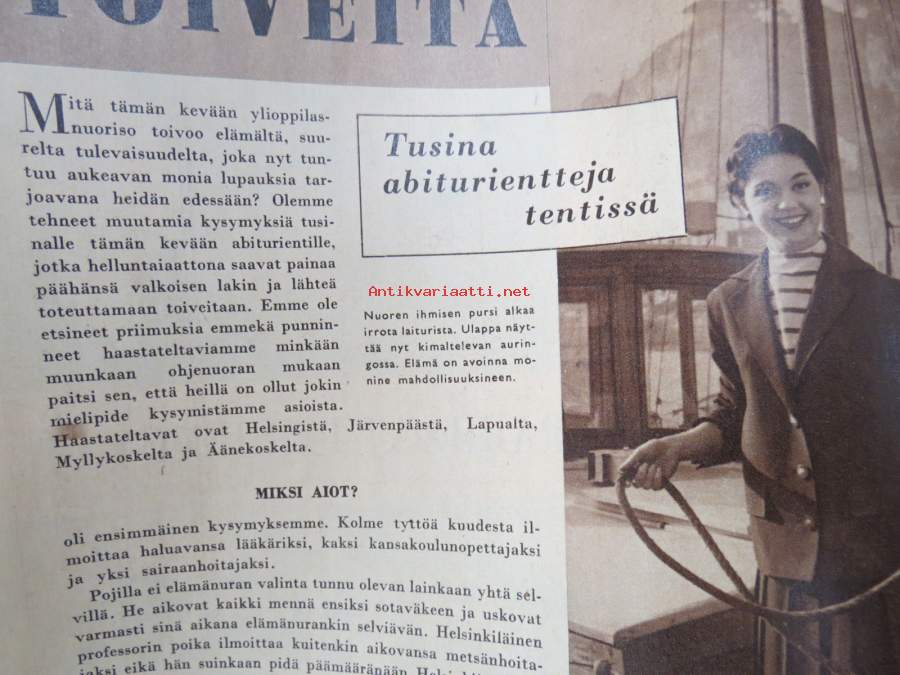 TOIVEITA
Mitä tämän kevään ylioppilas-
nuoriso toivoo elämältä, suu-
relta tulevaisuudelta, joka nyt tun-
tuu aukeavan monia lupauksia tar-
joavana heidän edessään? Olemme
tehneet muutamia kysymyksiä tusi-
nalle tämän kevään abiturientille,
jotka helluntaiaattona saavat painaa
päähänsä valkoisen lakin ja lähteä
toteuttamaan toiveitaan. Emme ole
etsineet priimuksia emmekä punnin-
neet haastateltaviamme minkään
muunkaan ohjenuoran mukaan
paitsi sen, että heillä on ollut jokin
mielipide kysymistämme asioista.
Haastateltavat ovat Helsingistä, Järvenpäästä, Lapualta,
Myllykoskelta ja Äänekoskelta.
Tusina
abiturientteja
tentissä
Antikvariaatti.net
Nuoren ihmisen pursi alkaa
irrota laiturista. Ulappa näyt-
tää nyt kimaltelevan aurin-
gossa. Elämä on avoinna mo-
nine mahdollisuuksineen.
MIKSI AIOT?
oli ensimmäinen kysymyksemme. Kolme tyttöä kuudesta il-
moittaa haluavansa lääkäriksi, kaksi kansakoulunopettajaksi
ja yksi sairaanhoitajaksi.
Pojilla ei elämänuran valinta tunnu olevan lainkaan yhtä sel-
villä. He aikovat kaikki mennä ensiksi sotaväkeen ja uskovat
varmasti sinä aikana elämänurankin selviävän. Helsinkiläinen
professorin poika ilmoittaa kuitenkin aikovansa metsänhoita-
jaksi eikä hän suinkaan pidä päämääränään